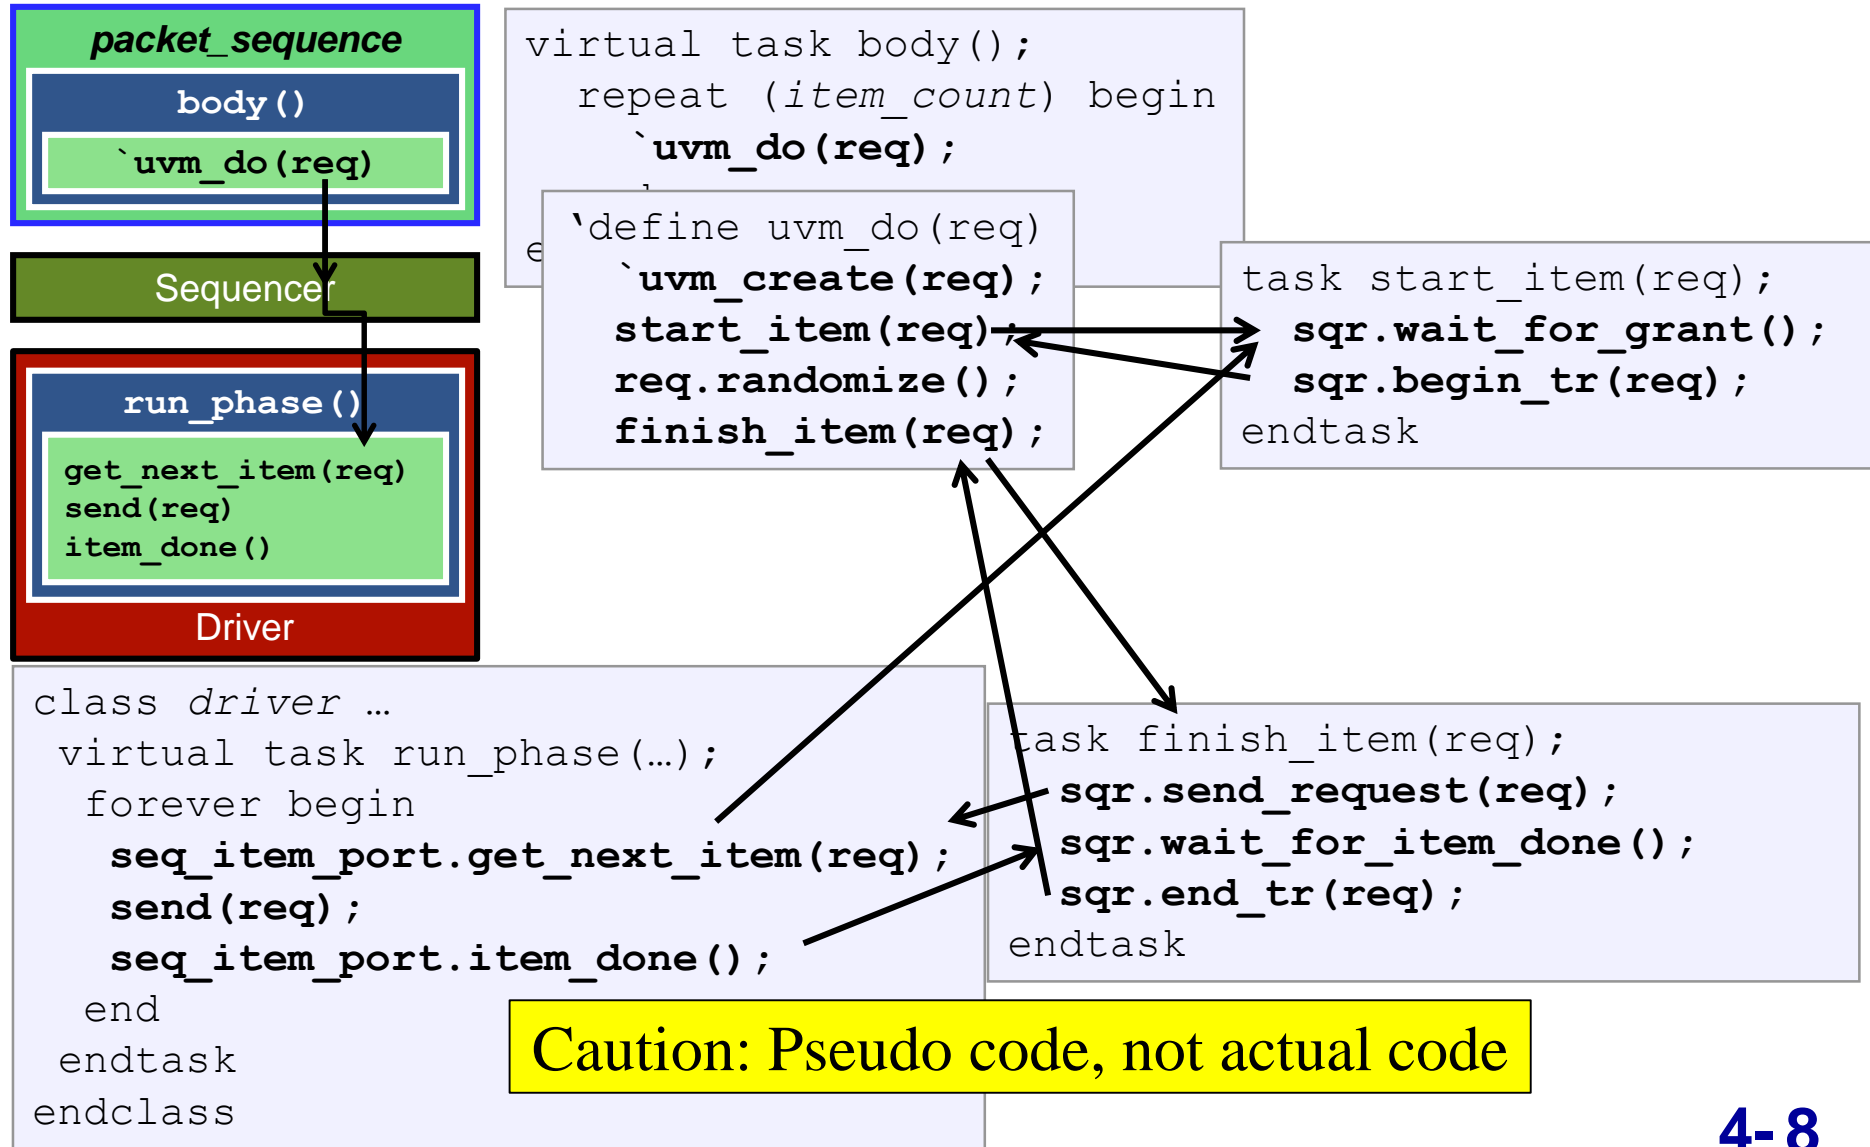 packet_sequence
body()
`uvm_do(req)
Sequencer
run_phase()
get_next_item(req)
send(req)
item_done()
Driver
virtual task body();
repeat (item_count) begin
`uvm_do(req);
‵define uvm_do(req)
`uvm_create(req);
start_item(req);
req.randomize();
finish_item(req);
task start_item(req);
sqr.wait_for_grant();
sqr.begin_tr(req);
endtask
class driver …
virtual task run_phase(…);
forever begin
seq_item_port.get_next_item(req);
send(req);
seq_item_port.item_done();
end
endtask
endclass
task finish_item(req);
sqr.send_request(req);
sqr.wait_for_item_done();
sqr.end_tr(req);
endtask
Caution: Pseudo code, not actual code
4-8